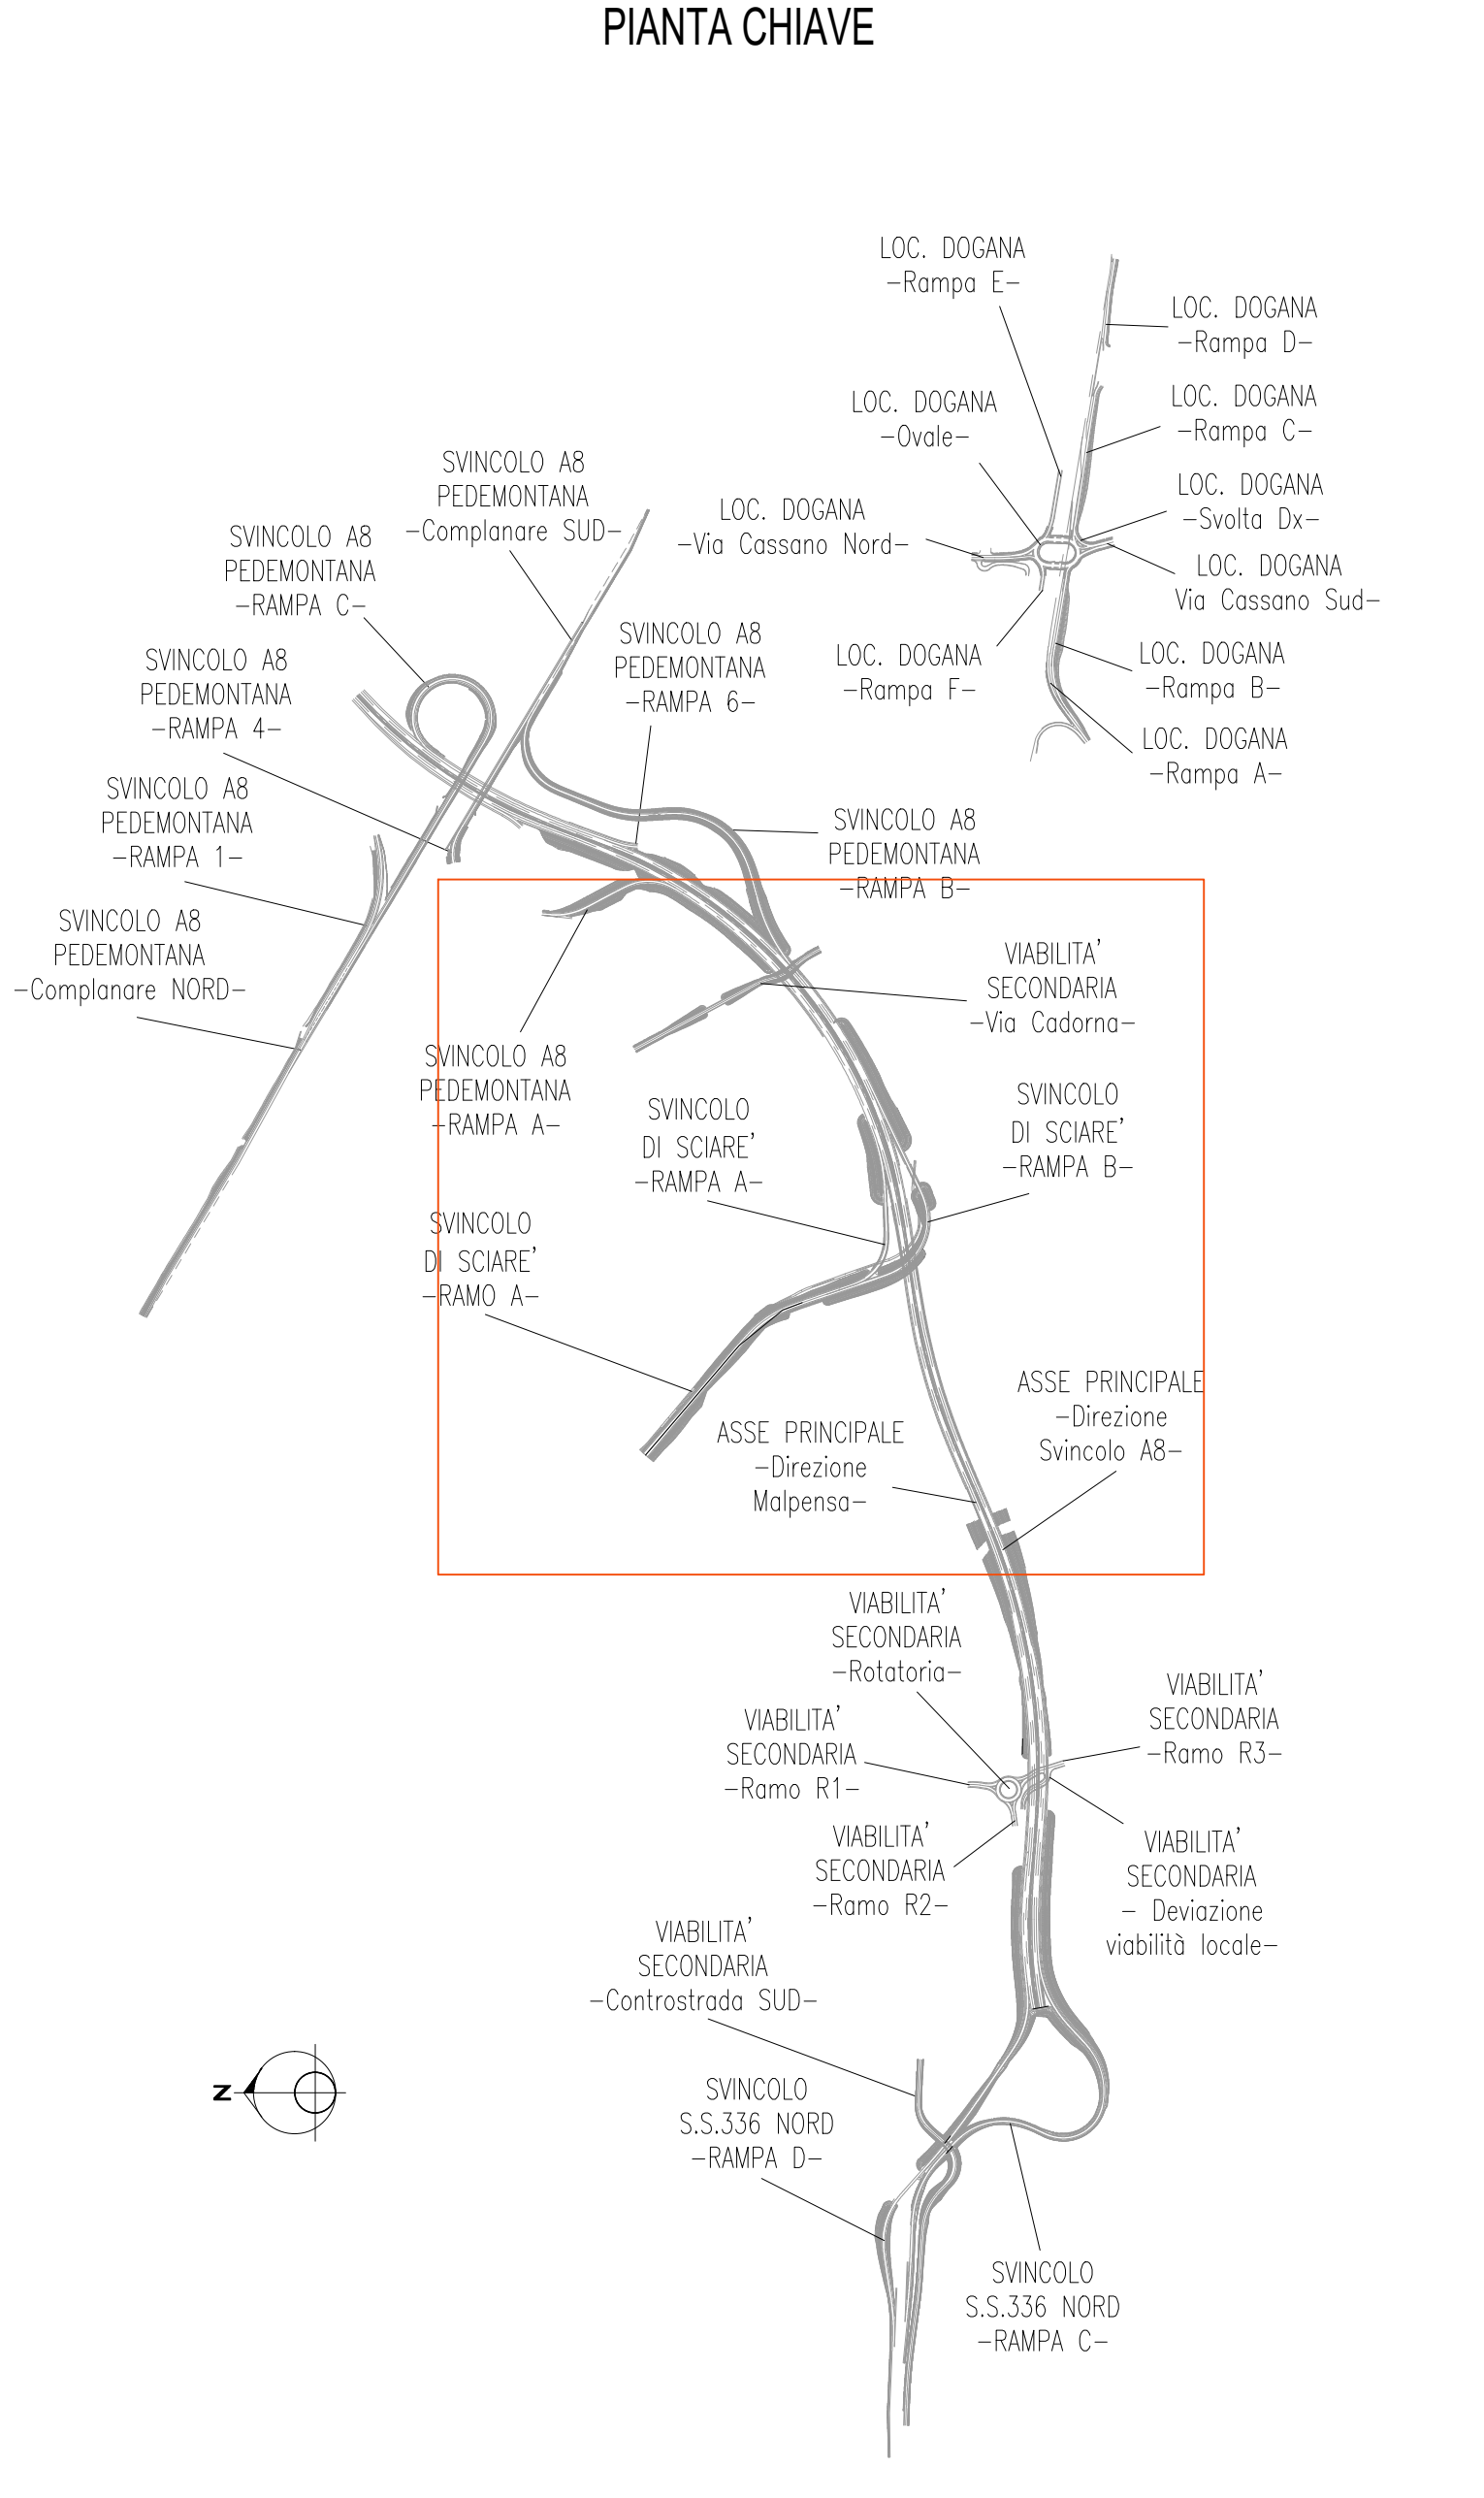 PIANTA CHIAVE
LOC. DOGANA
-Rampa E-
LOC. DOGANA
-Rampa D-
LOC. DOGANA
-Ovale-
LOC. DOGANA
-Rampa C-
SVINCOLO A8
PEDEMONTANA
-Complanare SUD-
LOC. DOGANA
-Svolta Dx-
LOC. DOGANA
-Via Cassano Nord-
SVINCOLO A8
PEDEMONTANA
-RAMPA C-
LOC. DOGANA
Via Cassano Sud-
SVINCOLO A8
PEDEMONTANA
-RAMPA 6-
LOC. DOGANA
-Rampa F-
LOC. DOGANA
-Rampa B-
SVINCOLO A8
PEDEMONTANA
-RAMPA 4-
LOC. DOGANA
-Rampa A-
SVINCOLO A8
PEDEMONTANA
-RAMPA 1-
SVINCOLO A8
PEDEMONTANA
-RAMPA B-
SVINCOLO A8
PEDEMONTANA
-Complanare NORD-
VIABILITA'
SECONDARIA
-Via Cadorna-
SVINCOLO A8
PEDEMONTANA
-RAMPA A-
SVINCOLO
DI SCIARE'
-RAMPA A-
SVINCOLO
DI SCIARE'
-RAMPA B-
SVINCOLO
DI SCIARE'
-RAMO A-
ASSE PRINCIPALE
-Direzione
Svincolo A8-
ASSE PRINCIPALE
-Direzione
Malpensa-
VIABILITA'
SECONDARIA
-Rotatoria-
VIABILITA'
SECONDARIA
-Ramo R3-
VIABILITA'
SECONDARIA
-Ramo R1-
VIABILITA'
SECONDARIA
-Ramo R2-
VIABILITA'
SECONDARIA
- Deviazione
viabilità locale-
VIABILITA'
SECONDARIA
-Controstrada SUD-
N
SVINCOLO
S.S.336 NORD
-RAMPA D-
SVINCOLO
S.S.336 NORD
-RAMPA C-